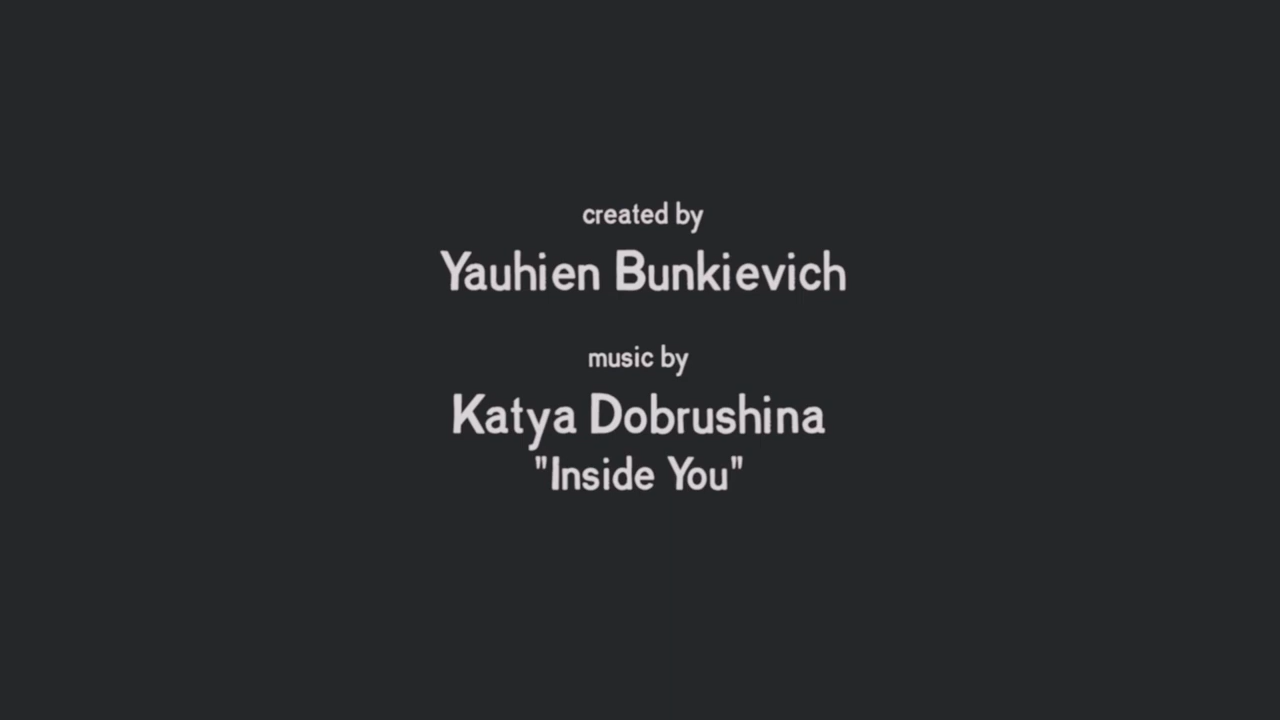 created by
Yauhien Bunkievich
music by
Katya Dobrushina
"Inside You"